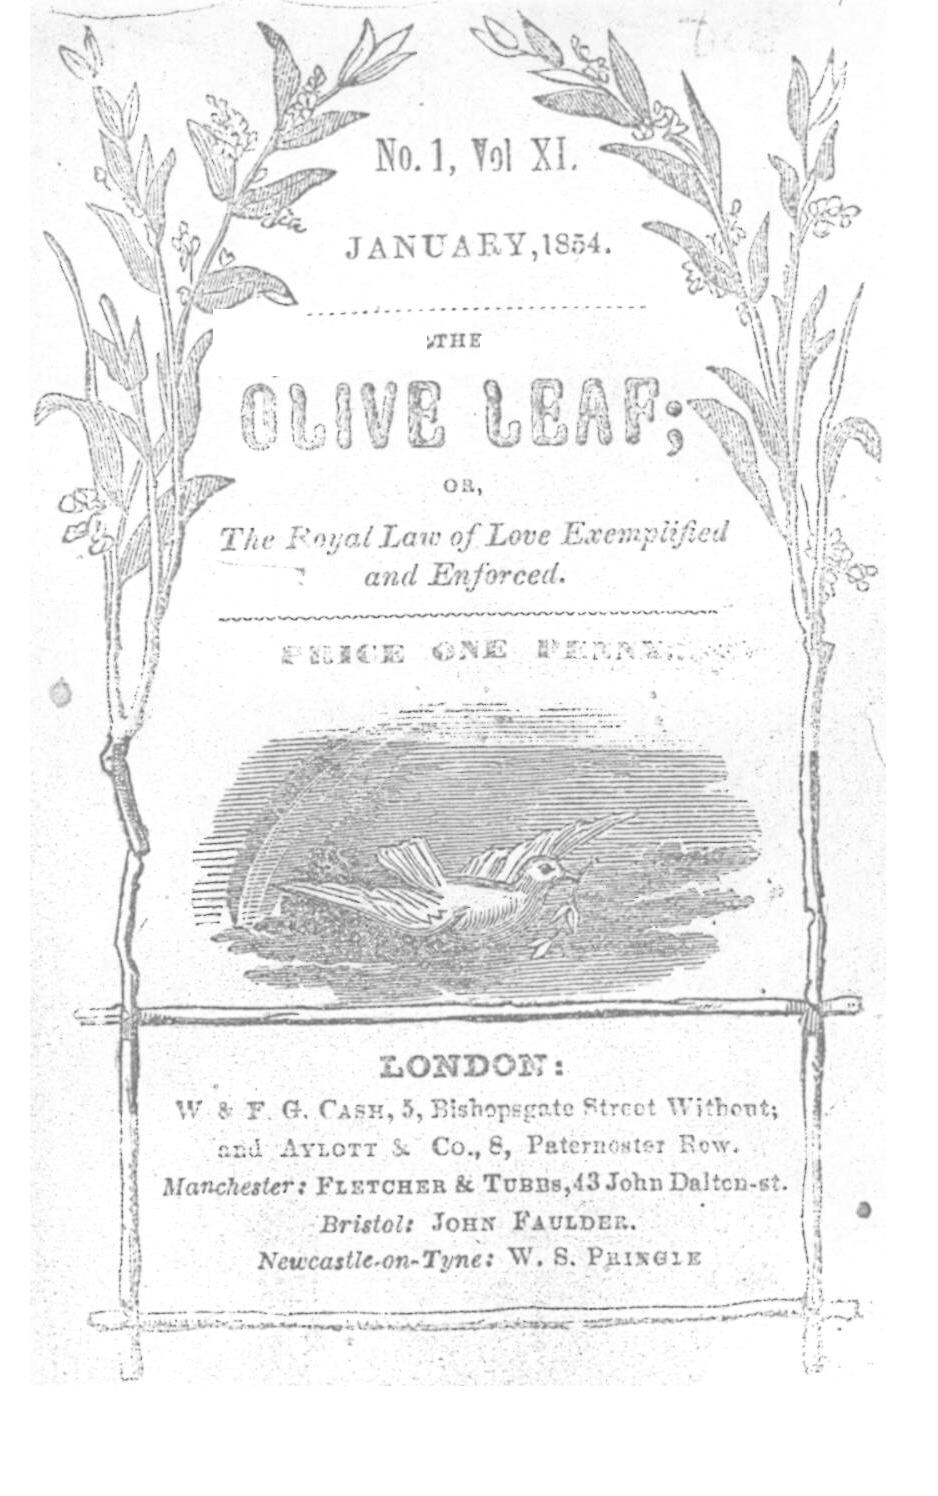 No. 1, Vol XI.
JANUARY, 1854.
THE
OLIVE LEAF;
OR,
The Royal Law of Love Exemplified
and Enforced.
PRICE ONE PENNY.
LONDON:
W & F. G. CASH, 5, Bishopsgate Street Without;
and AYLOTT & Co., 8, Paternoster Row.
Manchester: FLETCHER & TUBBS, 43 John Dalton-st.
Bristol: JOHN FAULDER.
Newcastle-on-Tyne: W. S. PRINGLE